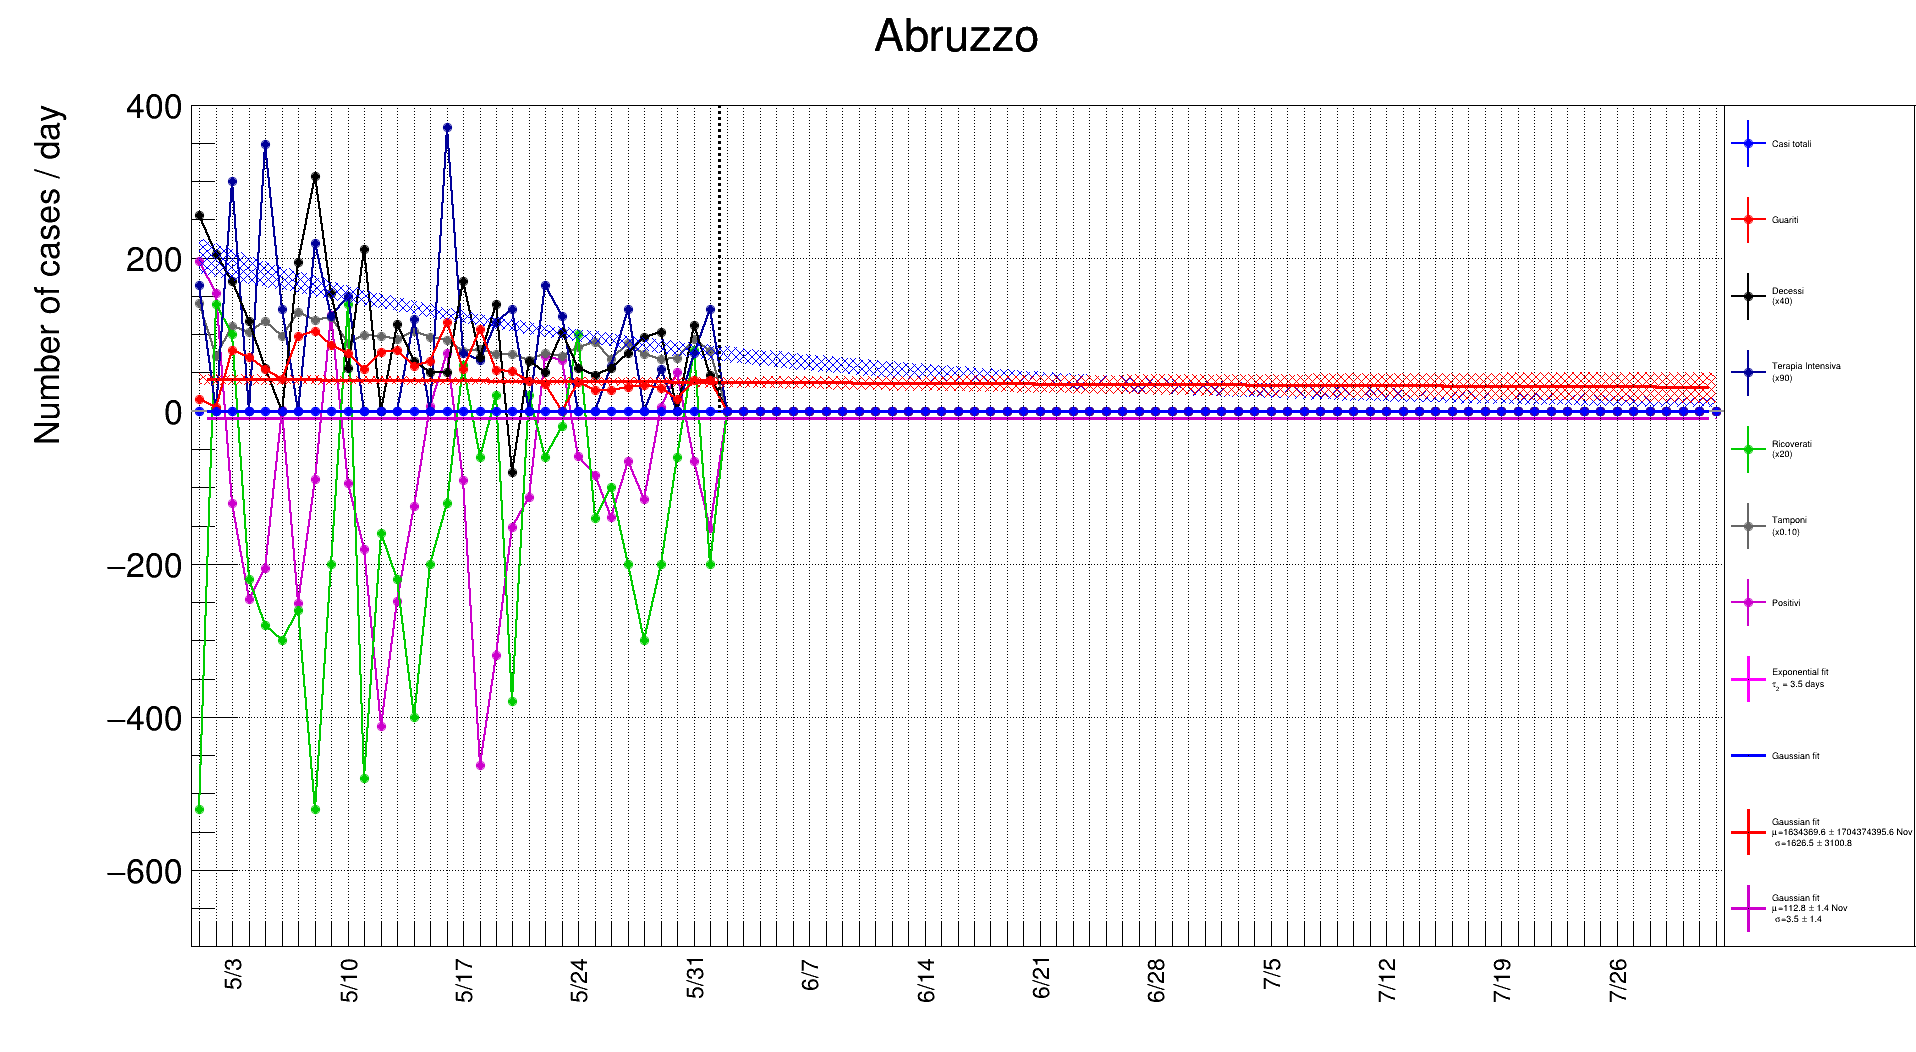 Abruzzo
Number of cases / day
400
200
0
−200
−400
−600
5/3
5/10
5/17
5/24
5/31
6/7
6/14
6/21
6/28
7/5
7/12
7/19
7/26
Casi totali
Guariti
Decessi
(x40)
Terapia Intensiva
(x90)
Ricoverati
(x20)
Tamponi
(x0.10)
Positivi
Exponential fit
τ₂ = 3.5 days
Gaussian fit
Gaussian fit
μ=1634369.6 ± 1704374395.6 Nov
σ=1626.5 ± 3100.8
Gaussian fit
μ=112.8 ± 1.4 Nov
σ=3.5 ± 1.4